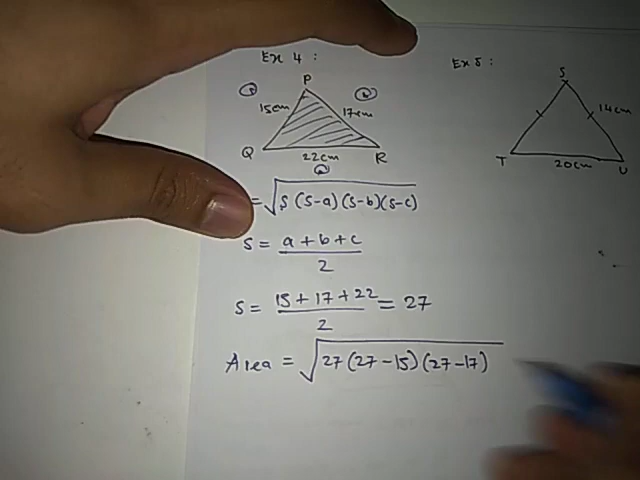 Ex 4 :
P
15cm
17cm
Q
22cm
R
= √S (S-a) (S-b)(S-c)
S = a + b + c / 2
S = 15 + 17 + 22 / 2 = 27
Area = √27 (27 - 15) (27 - 17)
Ex 5 :
S
14cm
T
20cm
U